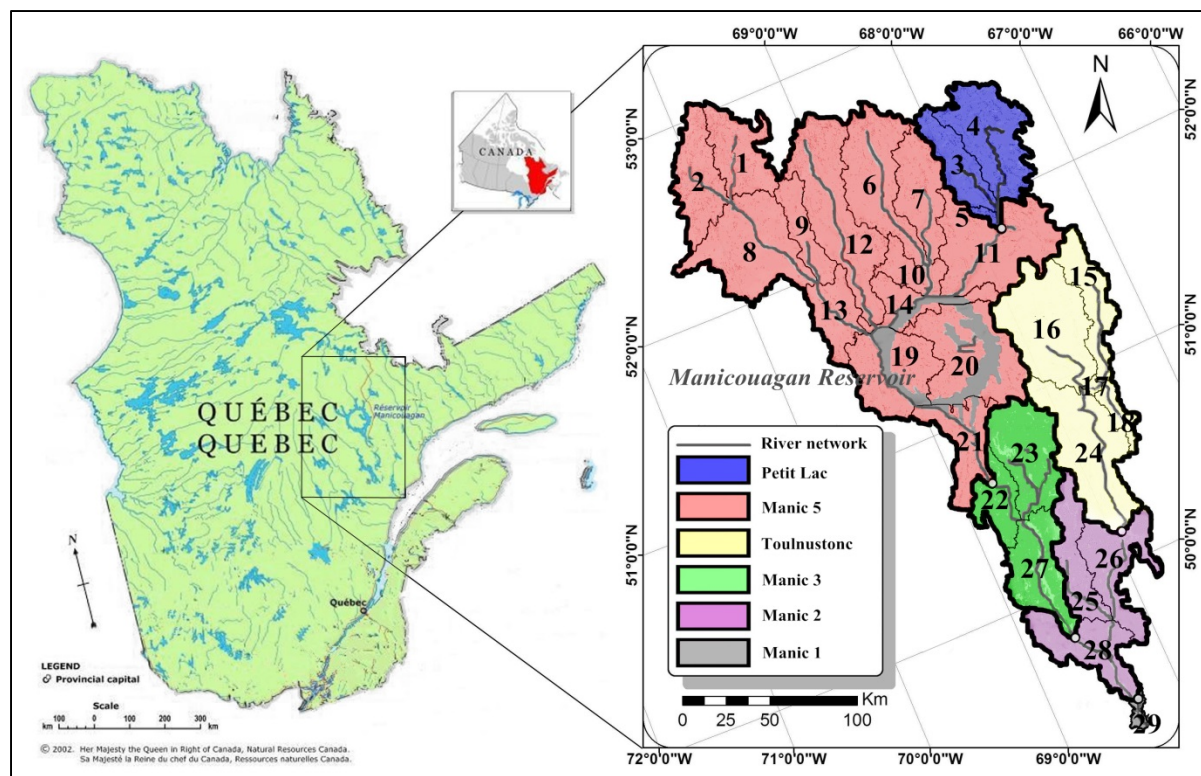 CANADA
QUÉBEC
QUEBEC
Réservoir
Manicouagan
N
Québec
LEGEND
Provincial capital
Scale
100 0 100 200 300
km km
© 2002. Her Majesty the Queen in Right of Canada, Natural Resources Canada.
Sa Majesté la Reine du chef du Canada, Ressources naturelles Canada.
69°0'0"W 68°0'0"W 67°0'0"W 66°0'0"W
53°0'0"N
52°0'0"N
51°0'0"N
52°0'0"N
51°0'0"N
50°0'0"N
N
4
3
1
2
6
7
5
9
8
12
10
11
13
14
15
16
19
20
17
18
Manicouagan Reservoir
21
23
24
22
26
27
25
28
29
River network
Petit Lac
Manic 5
Toulnustonc
Manic 3
Manic 2
Manic 1
Km
0 25 50 100
72°0'0"W 71°0'0"W 70°0'0"W 69°0'0"W